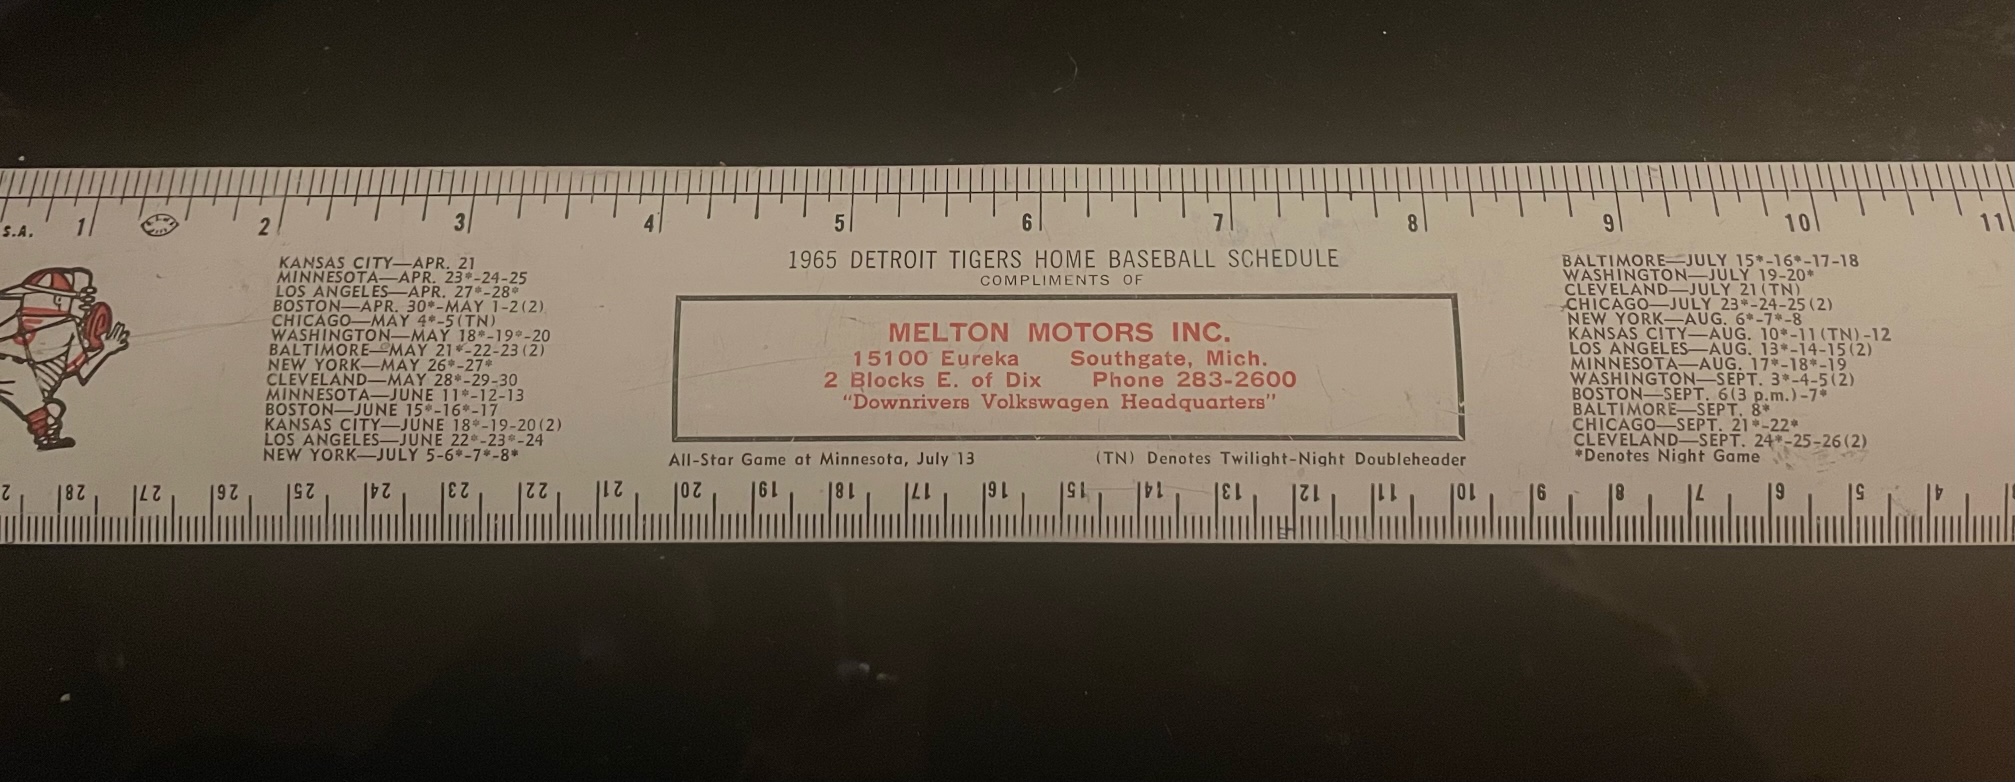 S.A. 1 2 3 4 5 6 7 8 9 10 11
KANSAS CITY—APR. 21
MINNESOTA—APR. 23*-24-25
LOS ANGELES—APR. 27*-28*
BOSTON—APR. 30*-MAY 1-2(2)
CHICAGO—MAY 4*-5(TN)
WASHINGTON—MAY 18*-19*-20
BALTIMORE—MAY 21*-22-23(2)
NEW YORK—MAY 26*-27*
CLEVELAND—MAY 28*-29-30
MINNESOTA—JUNE 11*-12-13
BOSTON—JUNE 15*-16*-17
KANSAS CITY—JUNE 18*-19-20(2)
LOS ANGELES—JUNE 22*-23*-24
NEW YORK—JULY 5-6*-7*-8*
1965 DETROIT TIGERS HOME BASEBALL SCHEDULE
COMPLIMENTS OF
MELTON MOTORS INC.
15100 Eureka Southgate, Mich.
2 Blocks E. of Dix Phone 283-2600
"Downrivers Volkswagen Headquarters"
All-Star Game at Minnesota, July 13 (TN) Denotes Twilight-Night Doubleheader
BALTIMORE—JULY 15*-16*-17-18
WASHINGTON—JULY 19-20*
CLEVELAND—JULY 21(TN)
CHICAGO—JULY 23*-24-25(2)
NEW YORK—AUG. 6*-7*-8
KANSAS CITY—AUG. 10*-11(TN)-12
LOS ANGELES—AUG. 13*-14-15(2)
MINNESOTA—AUG. 17*-18*-19
WASHINGTON—SEPT. 3*-4-5(2)
BOSTON—SEPT. 6(3 p.m.)-7*
BALTIMORE—SEPT. 8*
CHICAGO—SEPT. 21*-22*
CLEVELAND—SEPT. 24*-25-26(2)
*Denotes Night Game
28 27 26 25 24 23 22 21 20 19 18 17 16 15 14 13 12 11 10 9 8 7 6 5 4